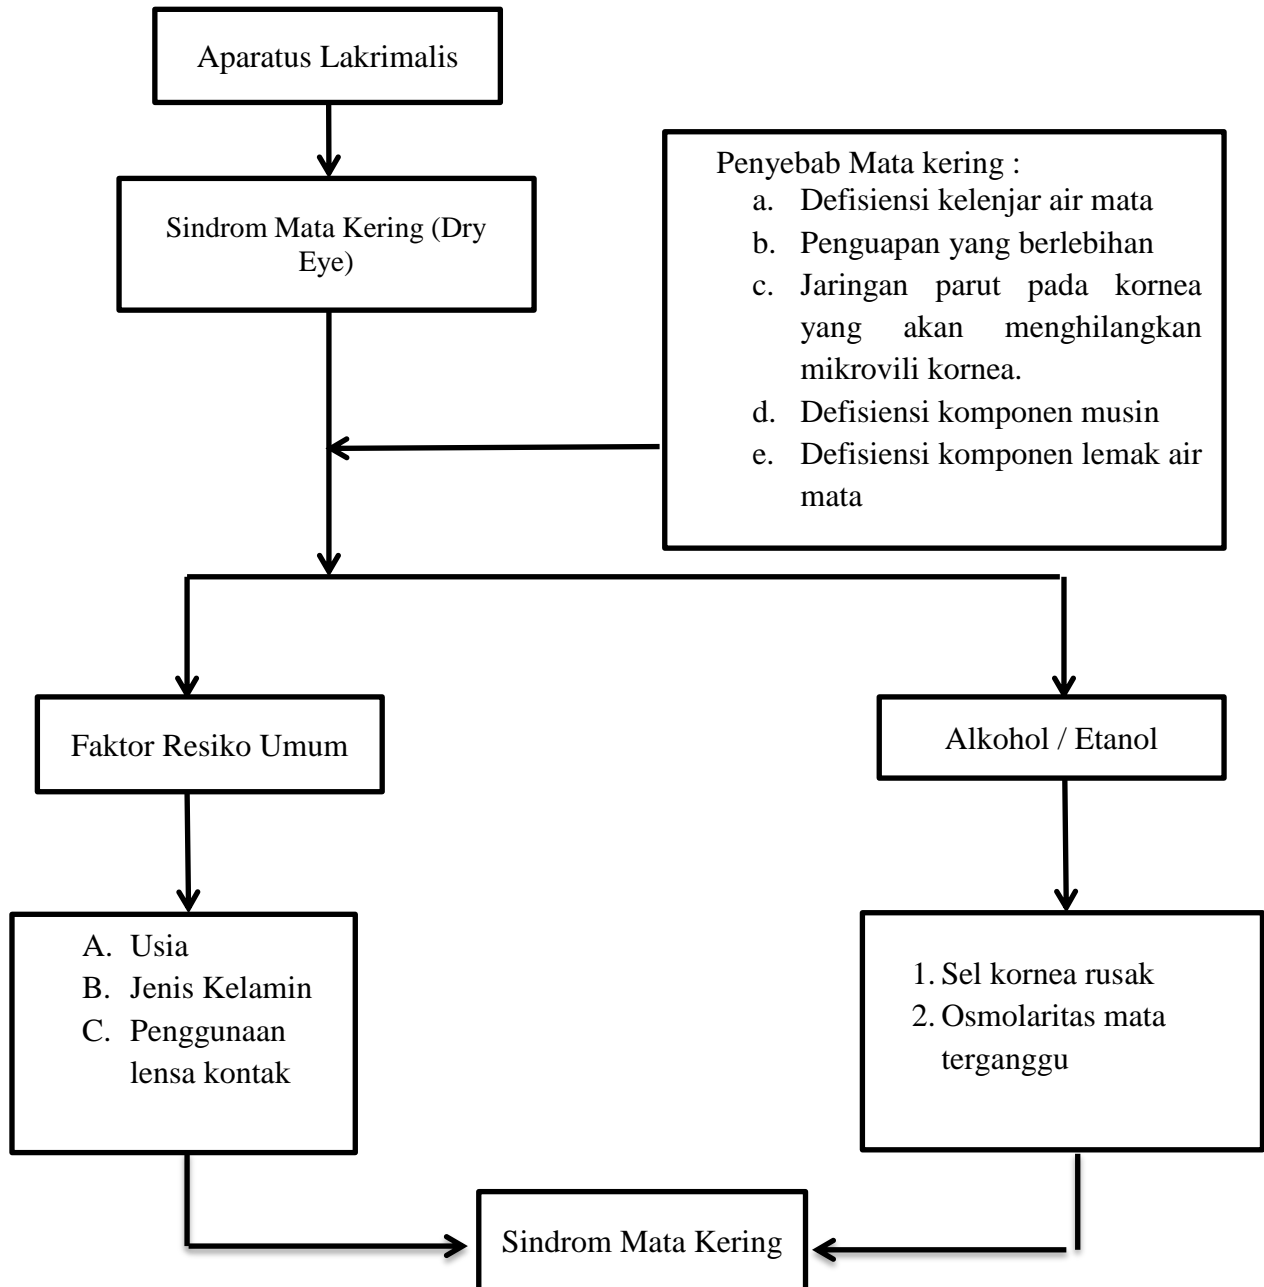 Aparatus Lakrimalis
Sindrom Mata Kering (Dry
Eye)
Penyebab Mata kering :
a. Defisiensi kelenjar air mata
b. Penguapan yang berlebihan
c. Jaringan parut pada kornea
yang akan menghilangkan
mikrovili kornea.
d. Defisiensi komponen musin
e. Defisiensi komponen lemak air
mata
Faktor Resiko Umum
Alkohol / Etanol
A. Usia
B. Jenis Kelamin
C. Penggunaan
lensa kontak
1. Sel kornea rusak
2. Osmolaritas mata
terganggu
Sindrom Mata Kering